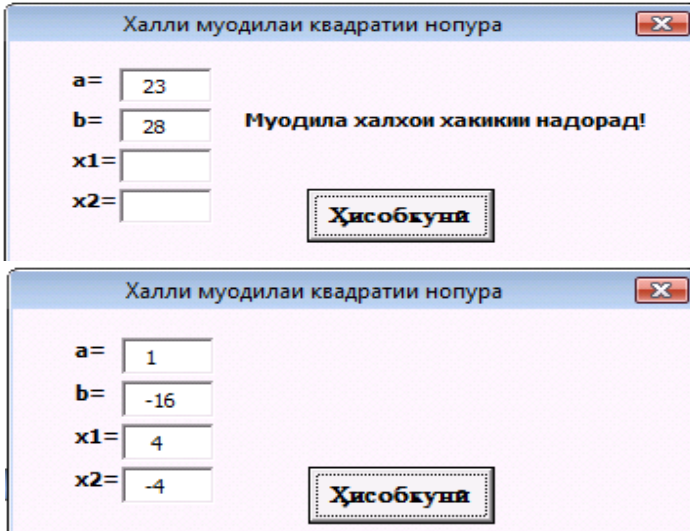 Халли муодилаи квадратии нопура
a= 23
b= 28 Муодила халхои хакикии надорад!
x1=
x2=
Ҳисобкунӣ
Халли муодилаи квадратии нопура
a= 1
b= -16
x1= 4
x2= -4
Ҳисобкунӣ